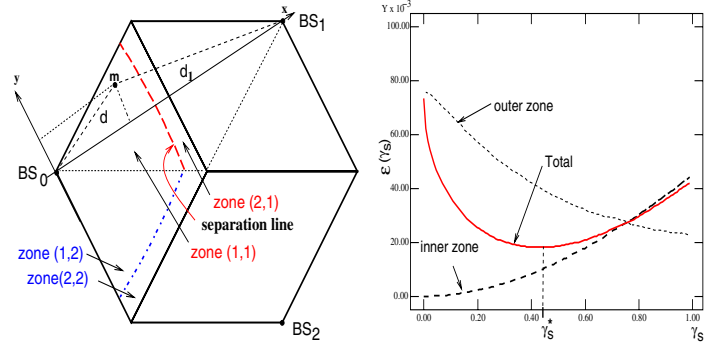 x
BS1
y
m
d1
d
BS0
zone (2,1)
separation line
zone (1,1)
zone (1,2)
zone(2,2)
BS2
Y x 10^-3
100.00
80.00
60.00
40.00
20.00
0.00
ε(γs)
outer zone
Total
inner zone
0.00 0.20 0.40 0.60 0.80 1.00
γs*
γs